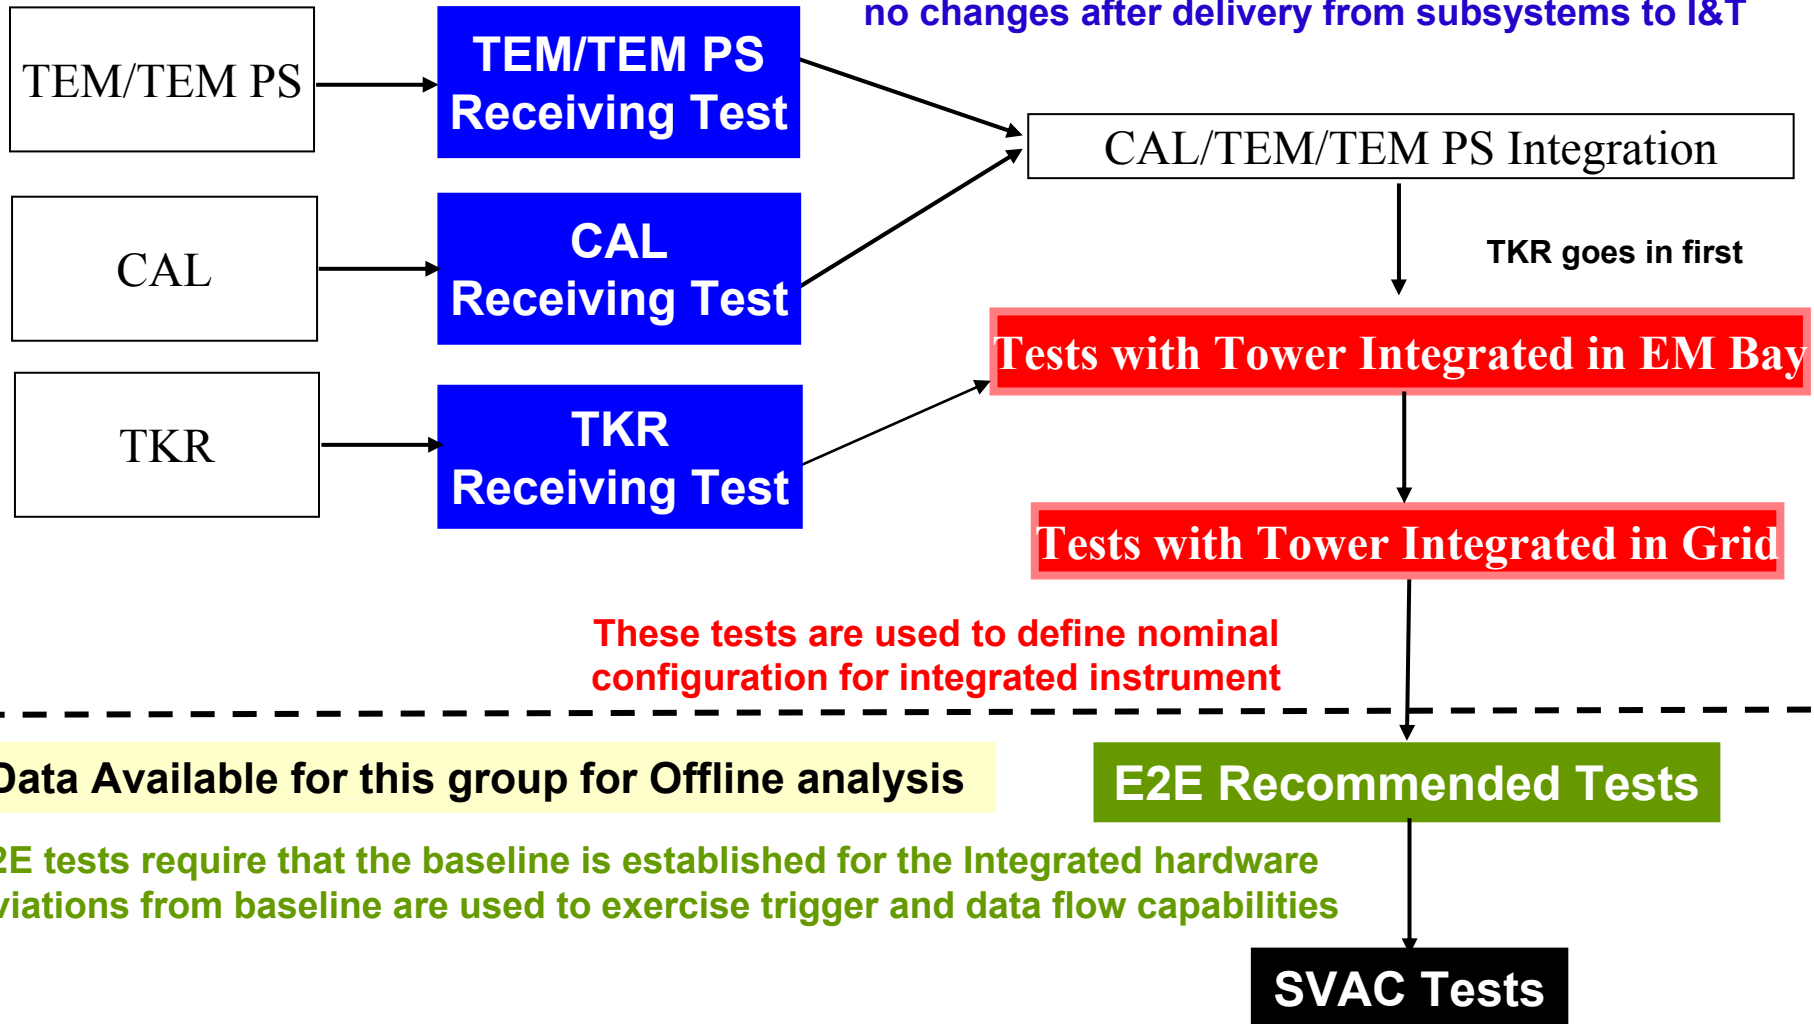 no changes after delivery from subsystems to I&T
TEM/TEM PS
TEM/TEM PS
Receiving Test
CAL/TEM/TEM PS Integration
CAL
CAL
Receiving Test
TKR goes in first
Tests with Tower Integrated in EM Bay
TKR
TKR
Receiving Test
Tests with Tower Integrated in Grid
These tests are used to define nominal
configuration for integrated instrument
Data Available for this group for Offline analysis
E2E Recommended Tests
2E tests require that the baseline is established for the Integrated hardware
viations from baseline are used to exercise trigger and data flow capabilities
SVAC Tests